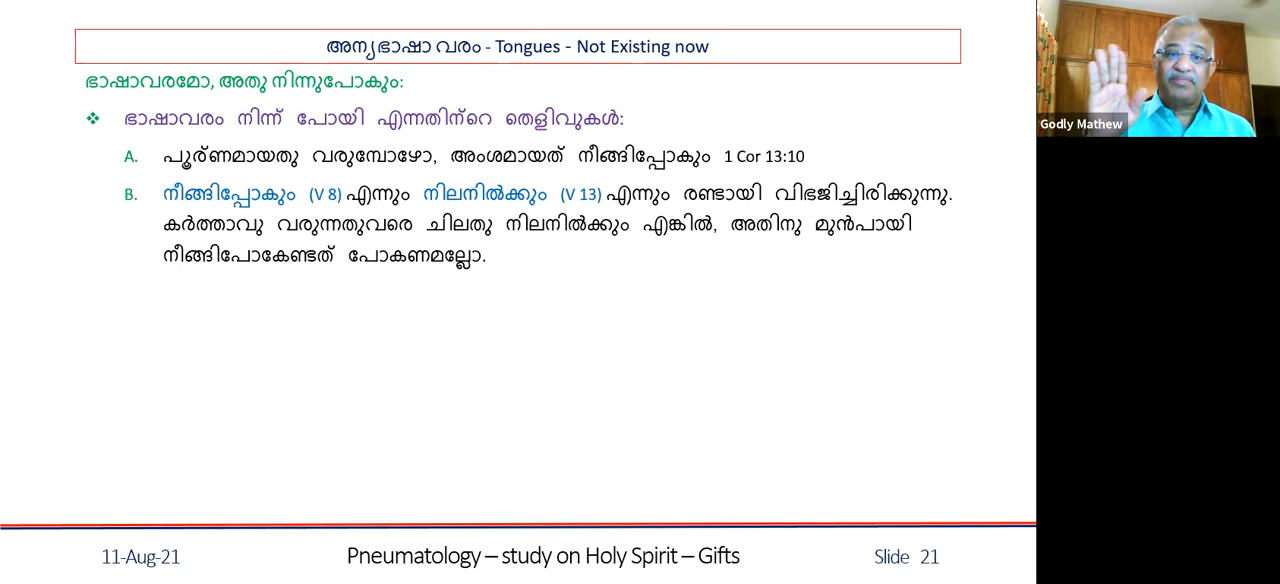 അന്യഭാഷാ വരം - Tongues - Not Existing now
ഭാഷാവരമോ, അതു നിന്നുപോകും:
❖ ഭാഷാവരം നിന്ന് പോയി എന്നതിന്റെ തെളിവുകൾ:
A. പൂര്ണമായതു വരുമ്പോഴോ, അംശമായത് നീങ്ങിപ്പോകും 1 Cor 13:10
B. നീങ്ങിപ്പോകും (V 8) എന്നും നിലനിൽക്കും (V 13) എന്നും രണ്ടായി വിഭജിച്ചിരിക്കുന്നു.
കർത്താവു വരുന്നതുവരെ ചിലതു നിലനിൽക്കും എങ്കിൽ, അതിനു മുൻപായി
നീങ്ങിപോകേണ്ടത് പോകണമല്ലോ.
11-Aug-21 Pneumatology – study on Holy Spirit – Gifts Slide 21
Godly Mathew